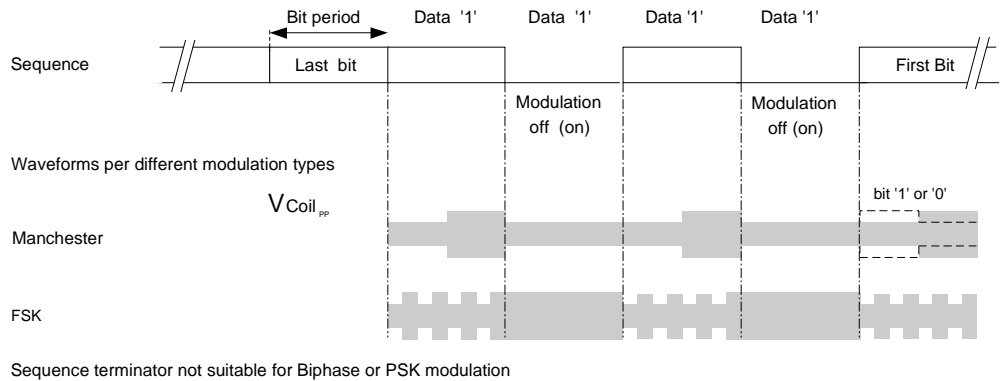 Bit period Data '1' Data '1' Data '1' Data '1'
Sequence Last bit First Bit
Modulation off (on) Modulation off (on)
Waveforms per different modulation types
bit '1' or '0'
VCoil PP
Manchester
FSK
Sequence terminator not suitable for Biphase or PSK modulation